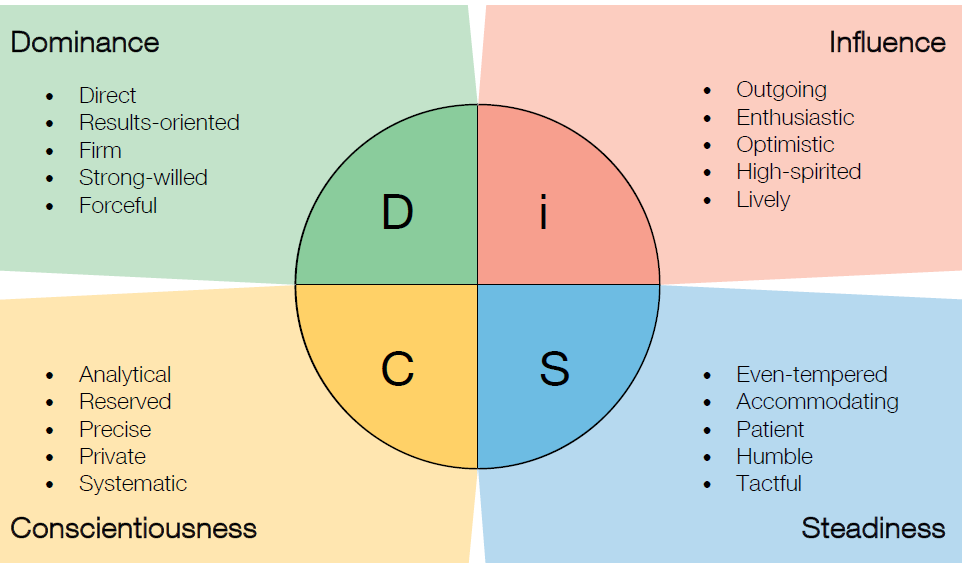 Dominance
• Direct
• Results-oriented
• Firm
• Strong-willed
• Forceful
Influence
• Outgoing
• Enthusiastic
• Optimistic
• High-spirited
• Lively
D
i
C
S
• Analytical
• Reserved
• Precise
• Private
• Systematic
Conscientiousness
• Even-tempered
• Accommodating
• Patient
• Humble
• Tactful
Steadiness